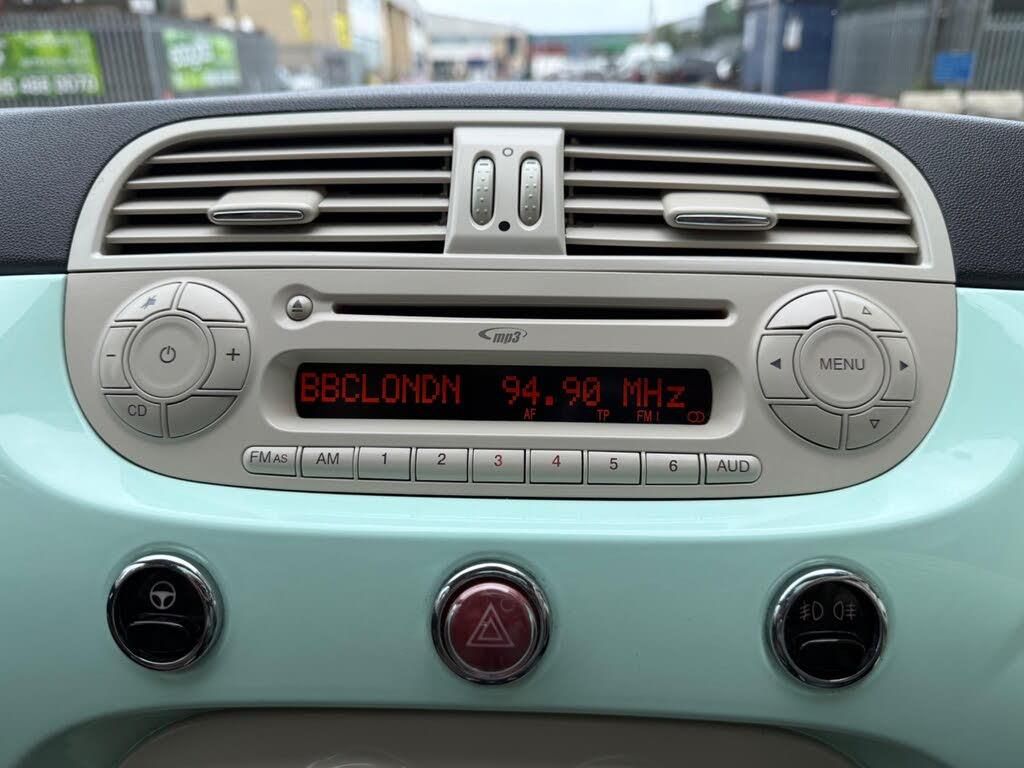 mp3
BBCLONDN 94.90 MHz
AF TP FM I
- +
CD
MENU
FM AS AM 1 2 3 4 5 6 AUD